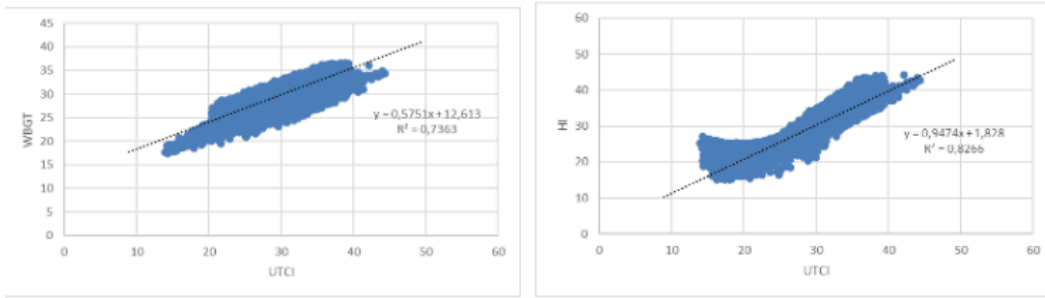 45
40
35
30
25
20
15
10
5
0
WBGT
y = 0,5751x + 12,613
R² = 0,7363
0 10 20 30 40 50 60
UTCI
60
50
40
30
20
10
0
HI
y = 0,9474x + 1,828
R² = 0,8266
0 10 20 30 40 50 60
UTCI